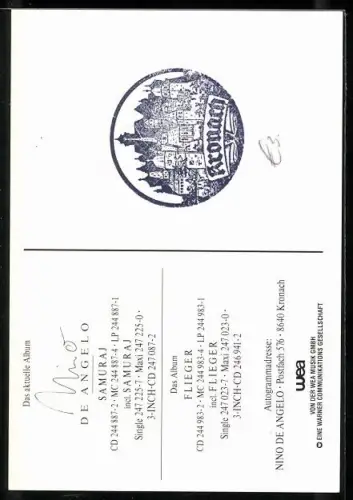 Das aktuelle Album
Nino
DE ANGELO
SAMURAJ
CD 244 887-2 · MC 244 887-4 · LP 244 887-1
incl. SAMURAJ
Single 247 225-7 · Maxi 247 225-0 ·
3-INCH-CD 247 087-2
Das Album
FLIEGER
CD 244 983-2 · MC 244 983-4 · LP 244 983-1
incl. FLIEGER
Single 247 023-7 · Maxi 247 023-0 ·
3-INCH-CD 246 941-2
Autogrammadresse:
NINO DE ANGELO · Postfach 576 · 8640 Kronach
wea
VON DER WEA MUSIK GMBH
EINE WARNER COMMUNICATIONS GESELLSCHAFT
Kronach